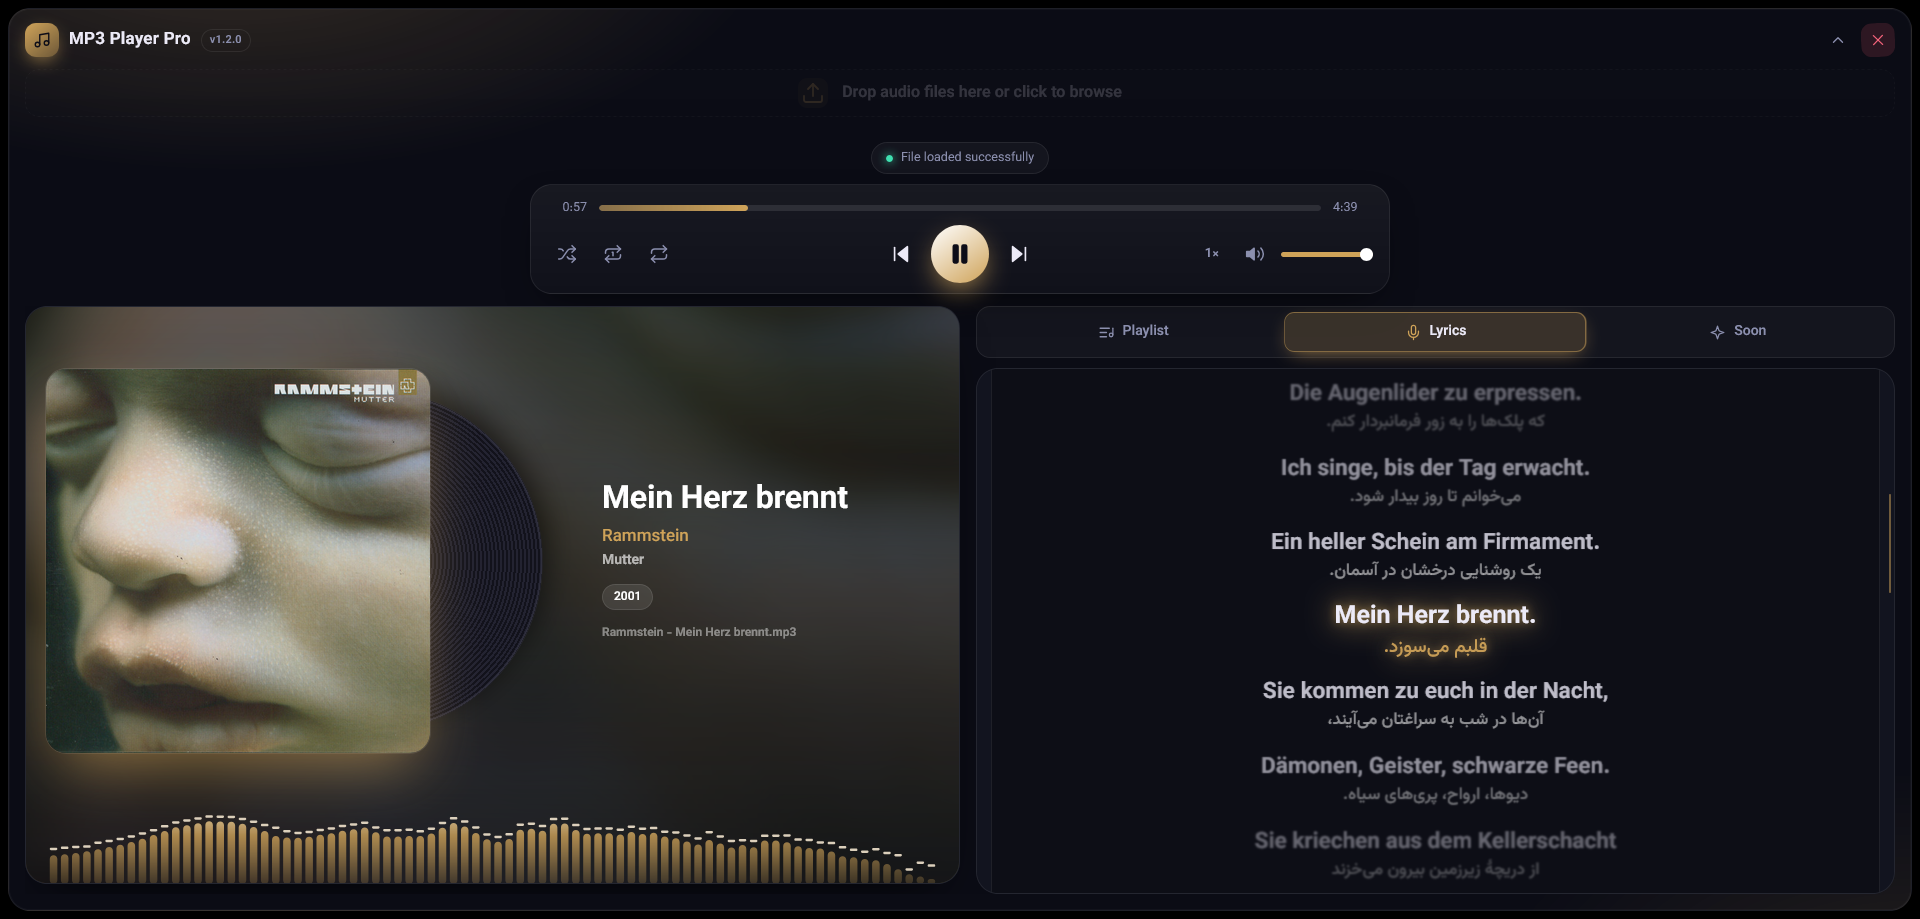 MP3 Player Pro v1.2.0
Drop audio files here or click to browse
File loaded successfully
0:57 4:39
1×
RAMMSTEIN
MUTTER
Mein Herz brennt
Rammstein
Mutter
2001
Rammstein - Mein Herz brennt.mp3
Playlist Lyrics Soon
Die Augenlider zu erpressen.
که پلک‌ها را به زور فرمانبردار کنم.
Ich singe, bis der Tag erwacht.
می‌خوانم تا روز بیدار شود.
Ein heller Schein am Firmament.
یک روشنایی درخشان در آسمان.
Mein Herz brennt.
قلبم می‌سوزد.
Sie kommen zu euch in der Nacht,
آن‌ها در شب به سراغتان می‌آیند،
Dämonen, Geister, schwarze Feen.
دیوها، ارواح، پری‌های سیاه.
Sie kriechen aus dem Kellerschacht
از دریچهٔ زیرزمین بیرون می‌خزند